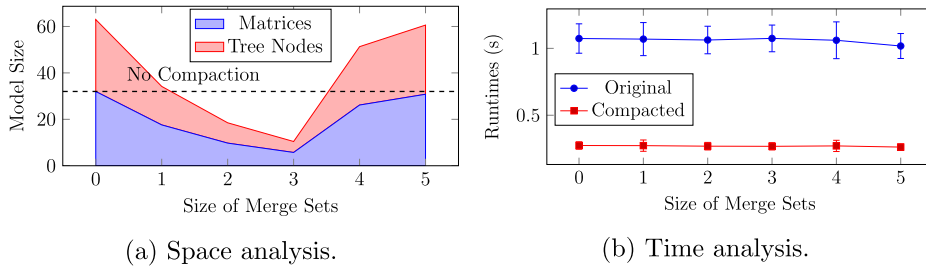 Model Size
60
40
20
0
Matrices
Tree Nodes
No Compaction
0 1 2 3 4 5
Size of Merge Sets
(a) Space analysis.
Runtimes (s)
1
0.5
Original
Compacted
0 1 2 3 4 5
Size of Merge Sets
(b) Time analysis.